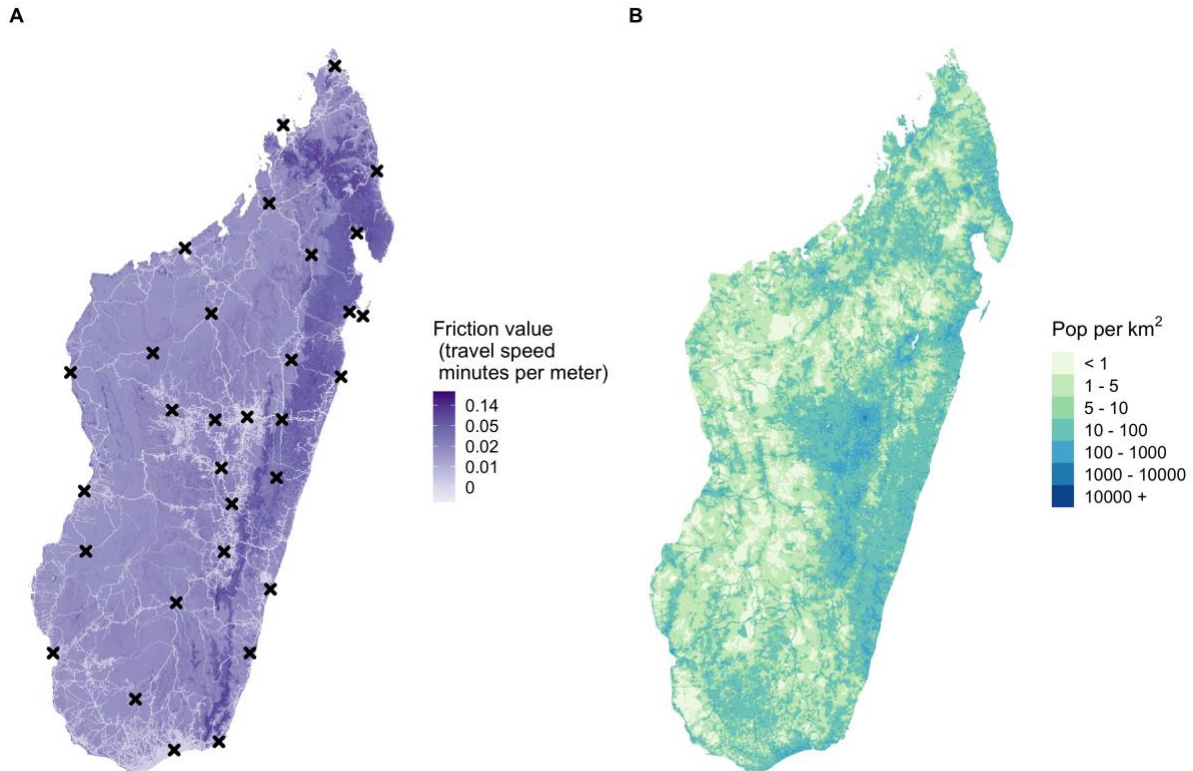 A
B
Friction value
(travel speed
minutes per meter)
0.14
0.05
0.02
0.01
0
Pop per km²
< 1
1 - 5
5 - 10
10 - 100
100 - 1000
1000 - 10000
10000 +